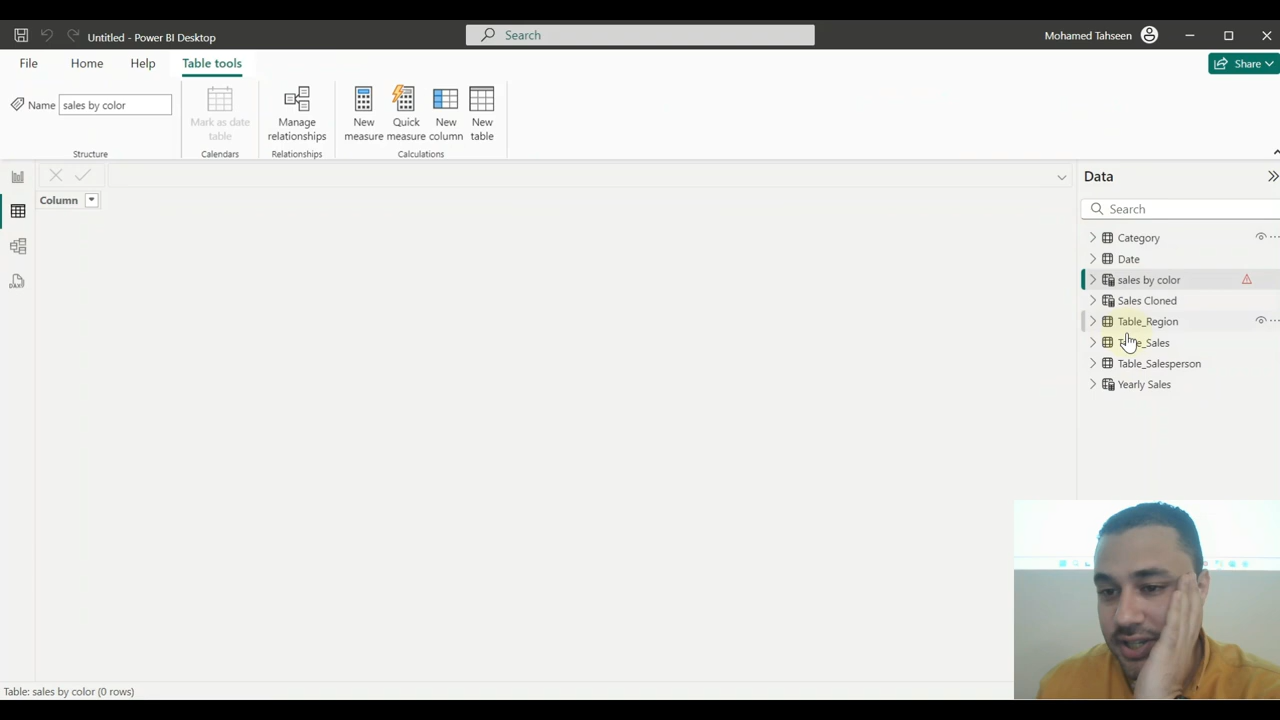 Untitled - Power BI Desktop
Search
Mohamed Tahseen
File
Home
Help
Table tools
Share
Name
sales by color
Mark as date
table
Manage
relationships
New
measure
Quick
measure
New
column
New
table
Structure
Calendars
Relationships
Calculations
Column
DAX
Data
Search
Category
Date
sales by color
Sales Cloned
Table_Region
Table_Sales
Table_Salesperson
Yearly Sales
Table: sales by color (0 rows)